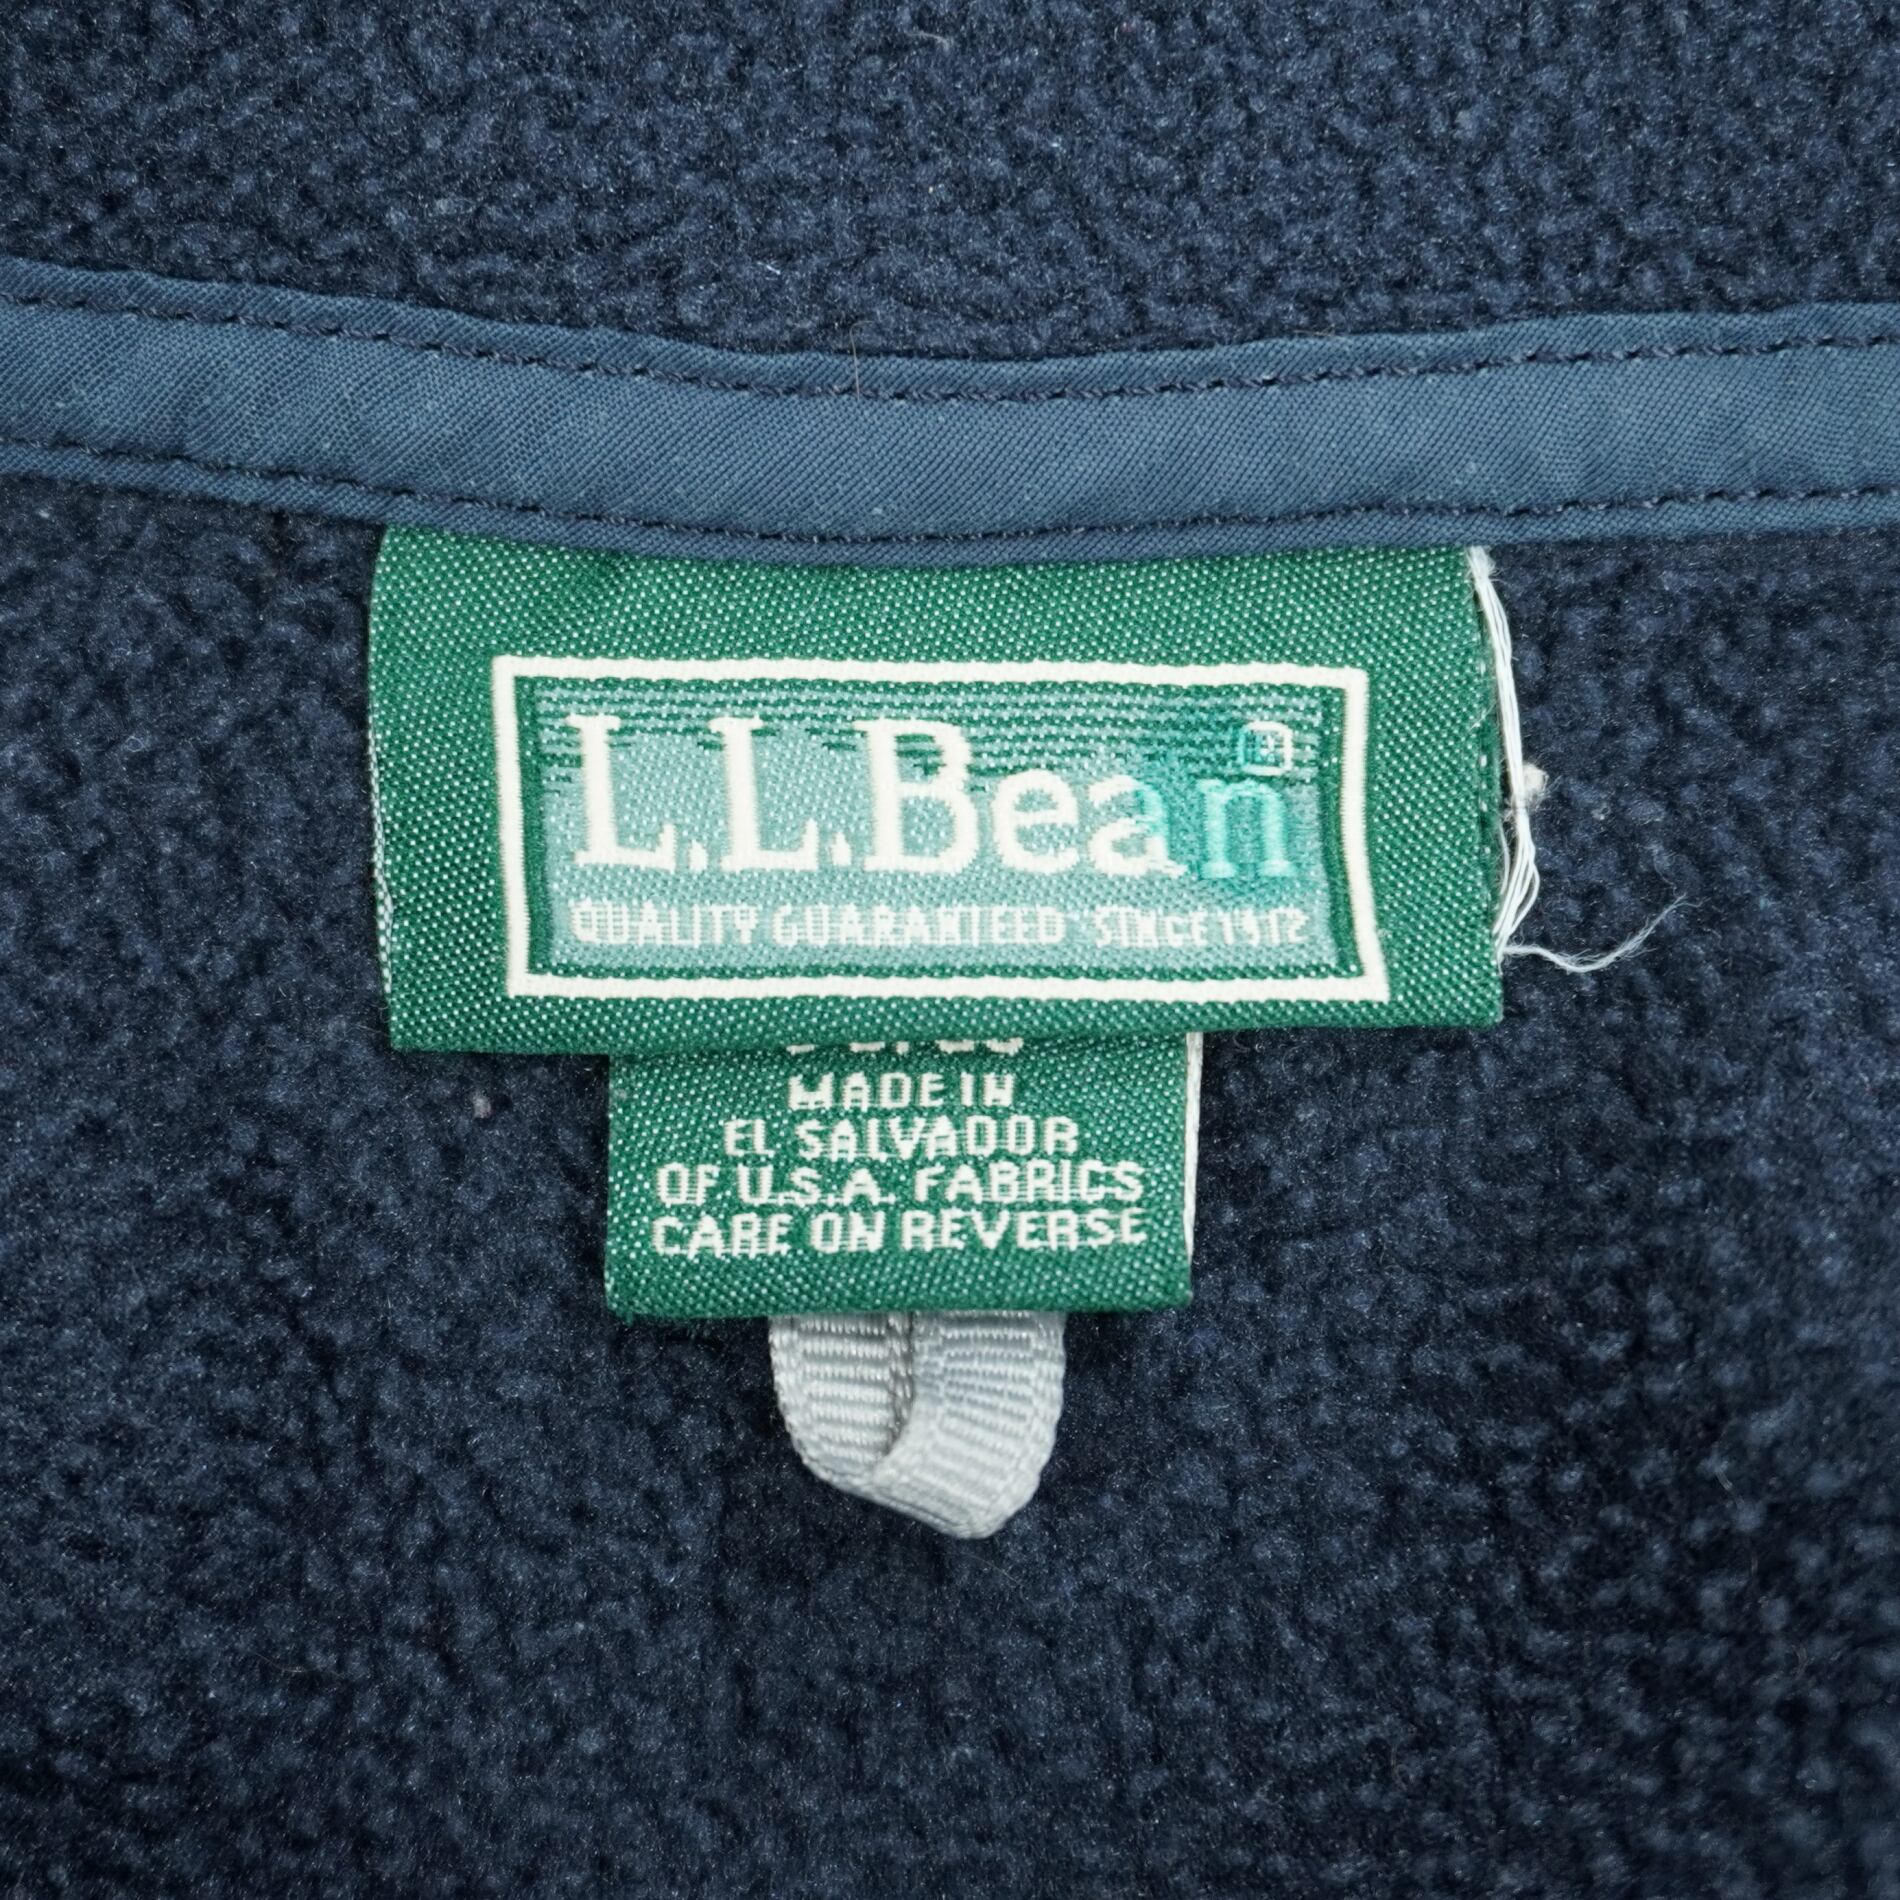 L.L.Bean
QUALITY GUARANTEED SINCE 1912
MADE IN
EL SALVADOR
OF U.S.A. FABRICS
CARE ON REVERSE